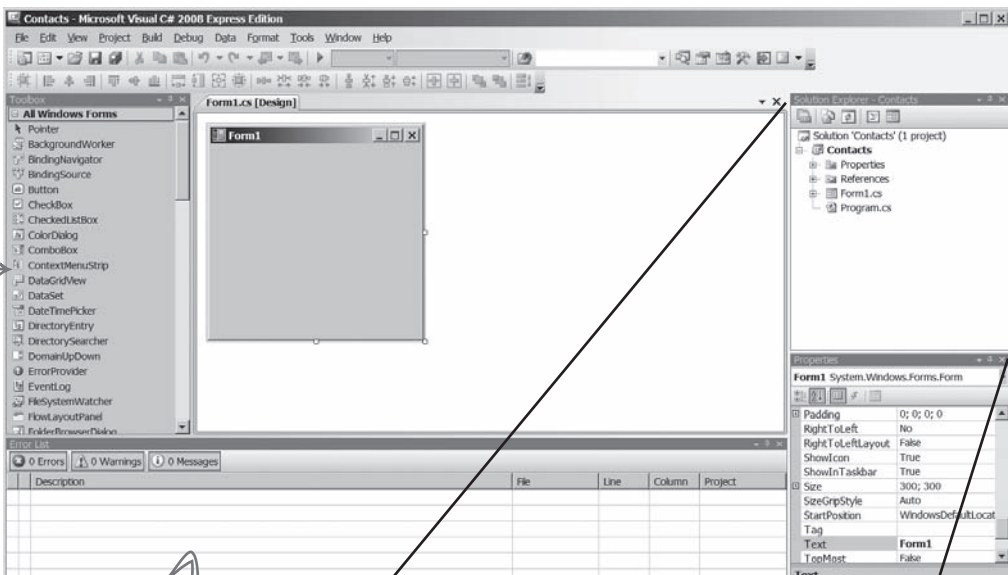 Contacts - Microsoft Visual C# 2008 Express Edition
File Edit View Project Build Debug Data Format Tools Window Help
Toolbox
All Windows Forms
Pointer
BackgroundWorker
BindingNavigator
BindingSource
Button
CheckBox
CheckedListBox
ColorDialog
ComboBox
ContextMenuStrip
DataGridView
DataSet
DateTimePicker
DirectoryEntry
DirectorySearcher
DomainUpDown
ErrorProvider
EventLog
FileSystemWatcher
FlowLayoutPanel
FolderBrowserDialog
Form1.cs [Design]
Form1
Solution Explorer - Contacts
Solution 'Contacts' (1 project)
Contacts
Properties
References
Form1.cs
Program.cs
Properties
Form1 System.Windows.Forms.Form
Padding 0; 0; 0; 0
RightToLeft No
RightToLeftLayout False
ShowIcon True
ShowInTaskbar True
Size 300; 300
SizeGripStyle Auto
StartPosition WindowsDefaultLocat
Tag
Text Form1
TopMost False
Text
Error List
0 Errors 0 Warnings 0 Messages
Description File Line Column Project